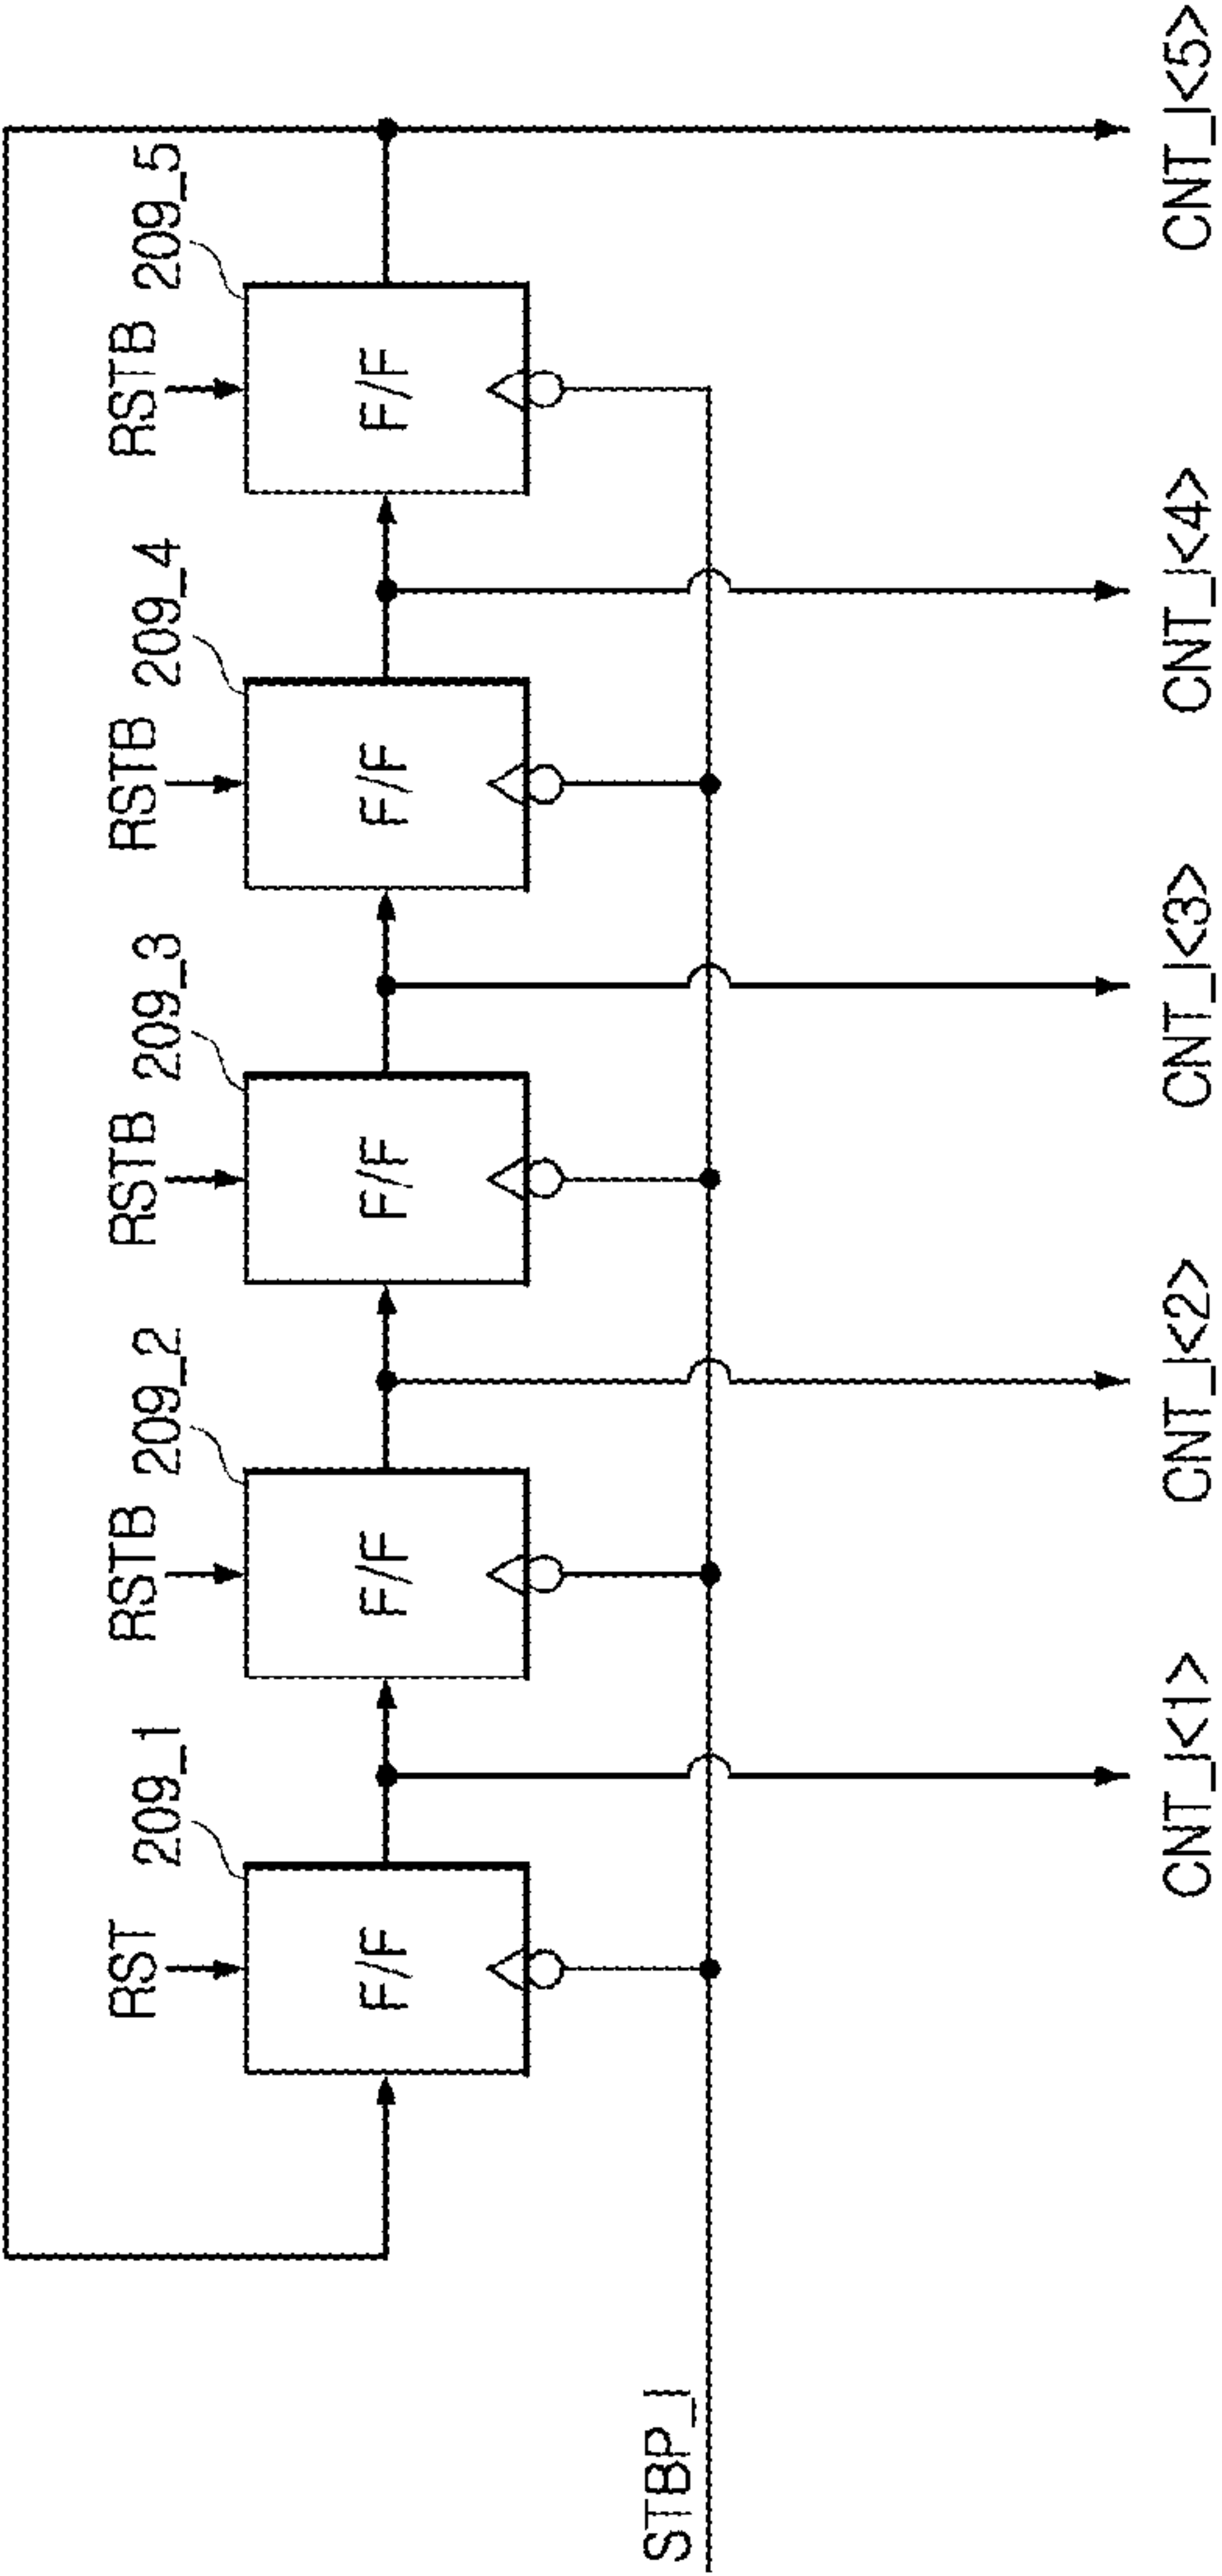 RST 209_1 RSTB 209_2 RSTB 209_3 RSTB 209_4 RSTB 209_5
F/F F/F F/F F/F F/F
STBP_I
CNT_I<1> CNT_I<2> CNT_I<3> CNT_I<4> CNT_I<5>